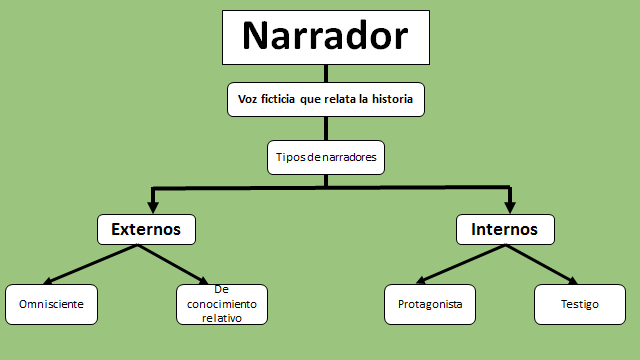 Narrador
Voz ficticia que relata la historia
Tipos de narradores
Externos
Internos
Omnisciente
De
conocimiento
relativo
Protagonista
Testigo